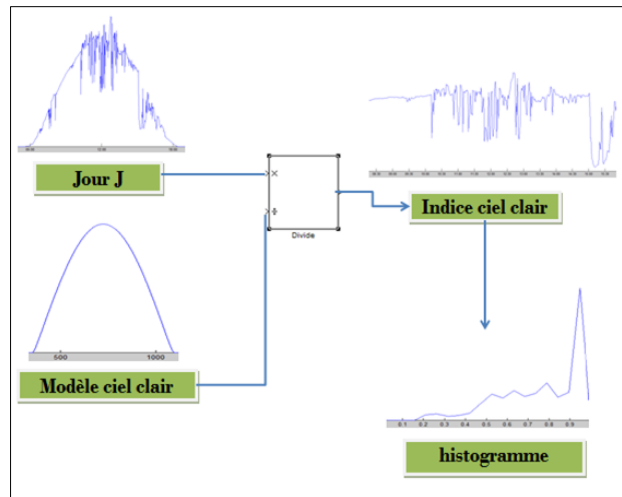 Jour J
×
÷
Divide
Indice ciel clair
500 1000
Modèle ciel clair
0.1 0.2 0.3 0.4 0.5 0.6 0.7 0.8 0.9
histogramme